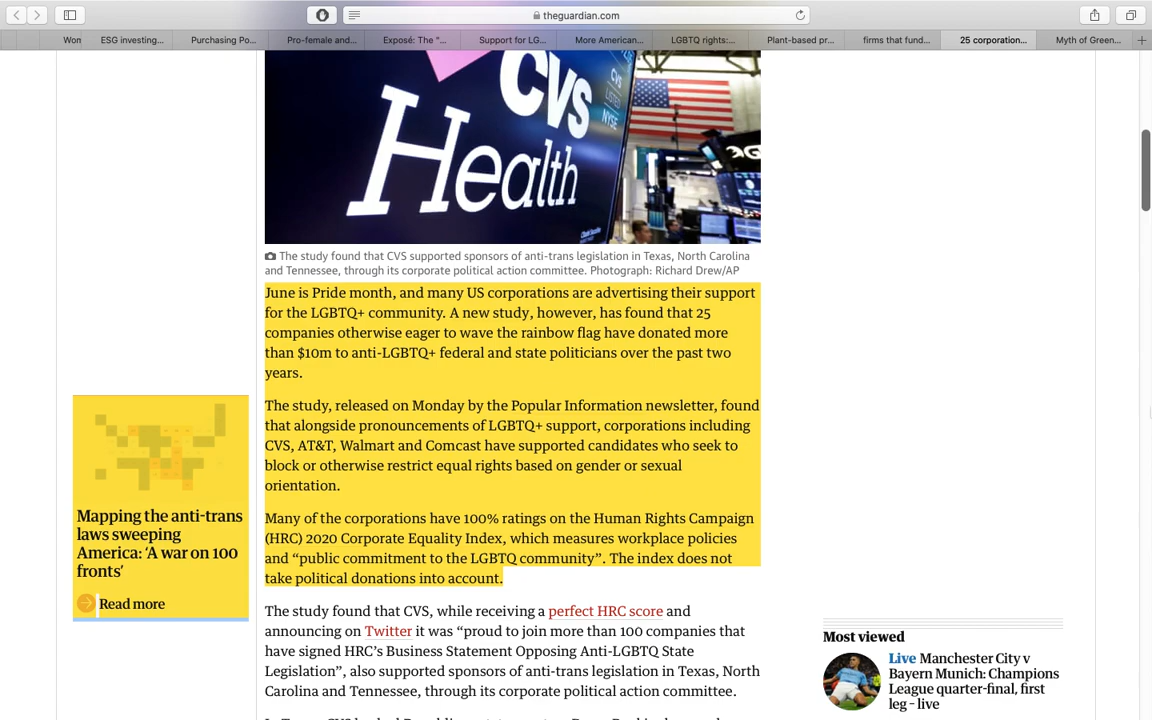 theguardian.com
Wom
ESG investing...
Purchasing Po...
Pro-female and...
Exposé: The "...
Support for LG...
More American...
LGBTQ rights:...
Plant-based pr...
firms that fund...
25 corporation...
Myth of Green...
CVS
Health
CVS
LISTED
NYSE
The study found that CVS supported sponsors of anti-trans legislation in Texas, North Carolina
and Tennessee, through its corporate political action committee. Photograph: Richard Drew/AP
June is Pride month, and many US corporations are advertising their support
for the LGBTQ+ community. A new study, however, has found that 25
companies otherwise eager to wave the rainbow flag have donated more
than $10m to anti-LGBTQ+ federal and state politicians over the past two
years.
The study, released on Monday by the Popular Information newsletter, found
that alongside pronouncements of LGBTQ+ support, corporations including
CVS, AT&T, Walmart and Comcast have supported candidates who seek to
block or otherwise restrict equal rights based on gender or sexual
orientation.
Many of the corporations have 100% ratings on the Human Rights Campaign
(HRC) 2020 Corporate Equality Index, which measures workplace policies
and “public commitment to the LGBTQ community”. The index does not
take political donations into account.
The study found that CVS, while receiving a perfect HRC score and
announcing on Twitter it was “proud to join more than 100 companies that
have signed HRC’s Business Statement Opposing Anti-LGBTQ State
Legislation”, also supported sponsors of anti-trans legislation in Texas, North
Carolina and Tennessee, through its corporate political action committee.
Mapping the anti-trans
laws sweeping
America: ‘A war on 100
fronts’
Read more
Most viewed
Live Manchester City v
Bayern Munich: Champions
League quarter-final, first
leg – live